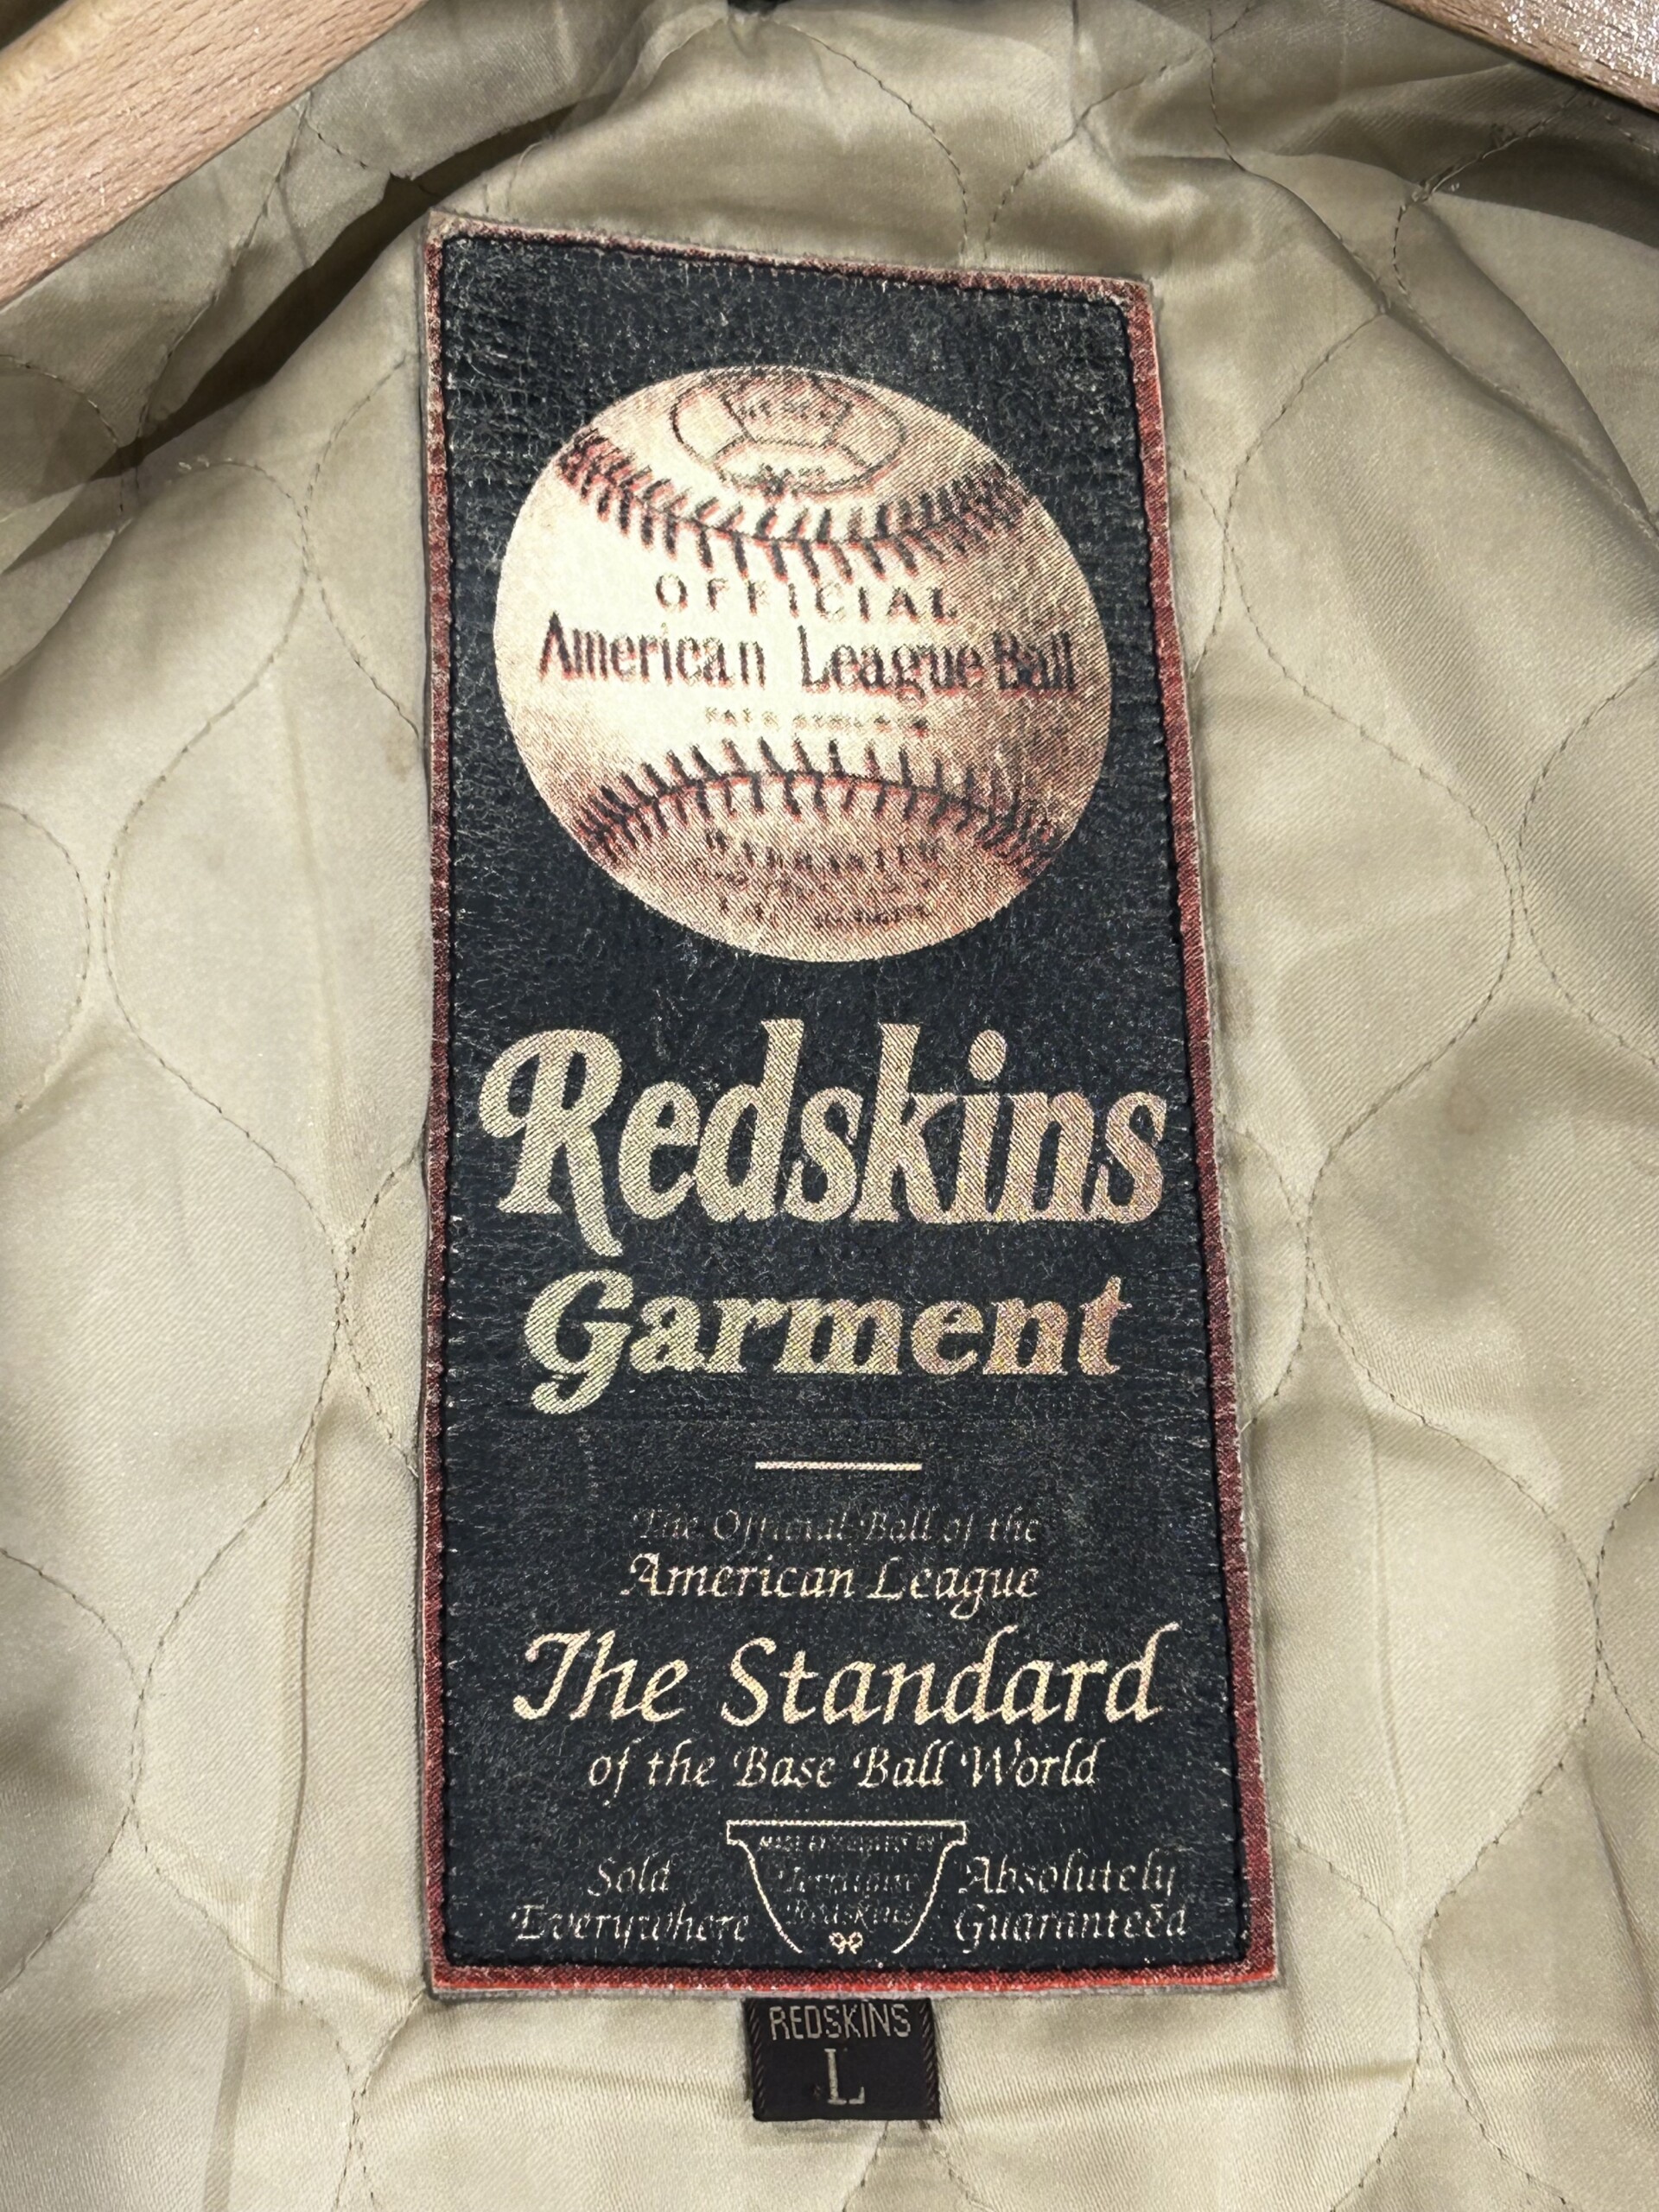 OFFICIAL
American League Ball
Redskins
Garment
The Official Ball of the
American League
The Standard
of the Base Ball World
Sold
Everywhere
Absolutely
Guaranteed
REDSKINS
L